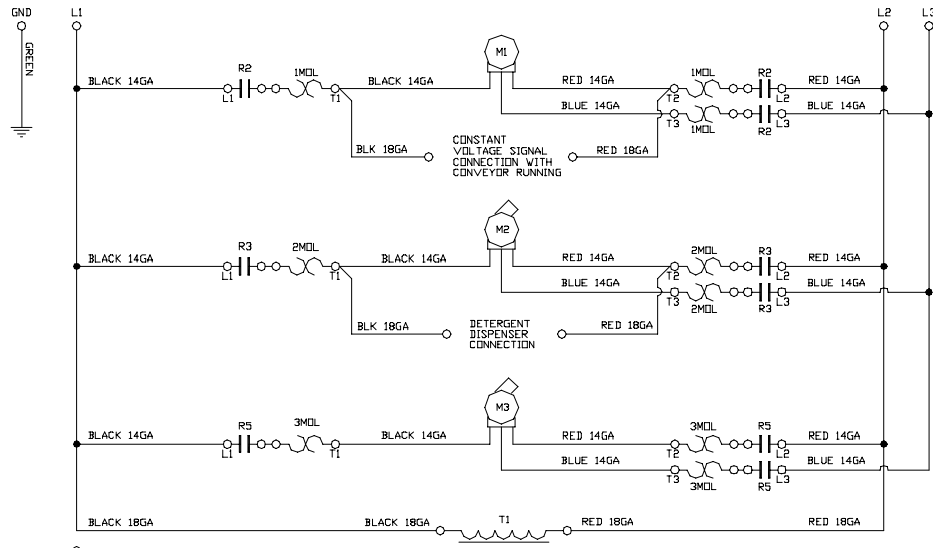 GND L1 L2 L3
GREEN
M1
BLACK 14GA R2 1MOL BLACK 14GA RED 14GA 1MOL R2 RED 14GA
L1 T1 T2 L2
BLUE 14GA BLUE 14GA
T3 1MOL R2 L3
BLK 18GA CONSTANT RED 18GA
VOLTAGE SIGNAL
CONNECTION WITH
CONVEYOR RUNNING
M2
BLACK 14GA R3 2MOL BLACK 14GA RED 14GA 2MOL R3 RED 14GA
L1 T1 T2 L2
BLUE 14GA BLUE 14GA
T3 2MOL R3 L3
BLK 18GA DETERGENT RED 18GA
DISPENSER
CONNECTION
M3
BLACK 14GA R5 3MOL BLACK 14GA RED 14GA 3MOL R5 RED 14GA
L1 T1 T2 L2
BLUE 14GA BLUE 14GA
T3 3MOL R5 L3
BLACK 18GA BLACK 18GA T1 RED 18GA RED 18GA